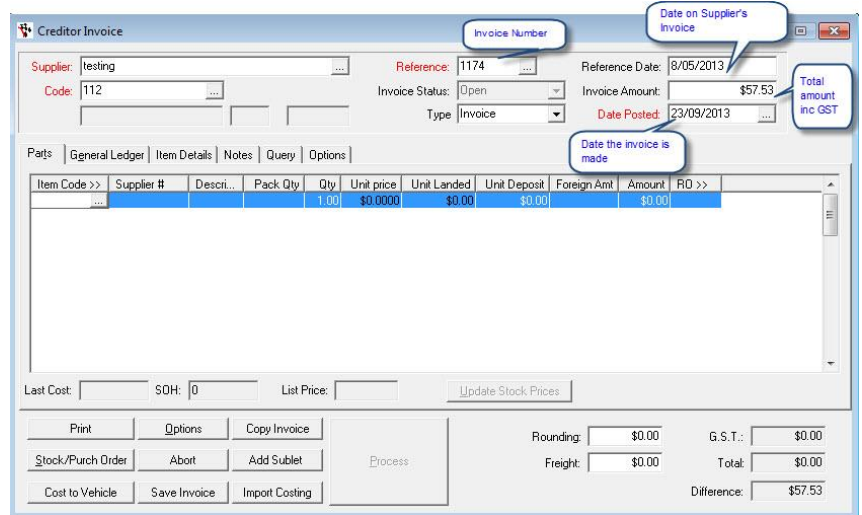 Creditor Invoice
Invoice Number
Date on Supplier's
Invoice
Supplier: testing ...
Reference: 1174 ...
Reference Date: 8/05/2013
Code: 112 ...
Invoice Status: Open
Invoice Amount: $57.53
Total
amount
inc GST
Type Invoice
Date Posted: 23/09/2013 ...
Date the invoice is
made
Parts General Ledger Item Details Notes Query Options
Item Code >> Supplier # Descri... Pack Qty Qty Unit price Unit Landed Unit Deposit Foreign Amt Amount RO >>
... 1.00 $0.0000 $0.00 $0.00 $0.00
Last Cost: SOH: 0 List Price: Update Stock Prices
Print Options Copy Invoice
Stock/Purch Order Abort Add Sublet
Cost to Vehicle Save Invoice Import Costing
Process
Rounding: $0.00 G.S.T.: $0.00
Freight: $0.00 Total: $0.00
Difference: $57.53